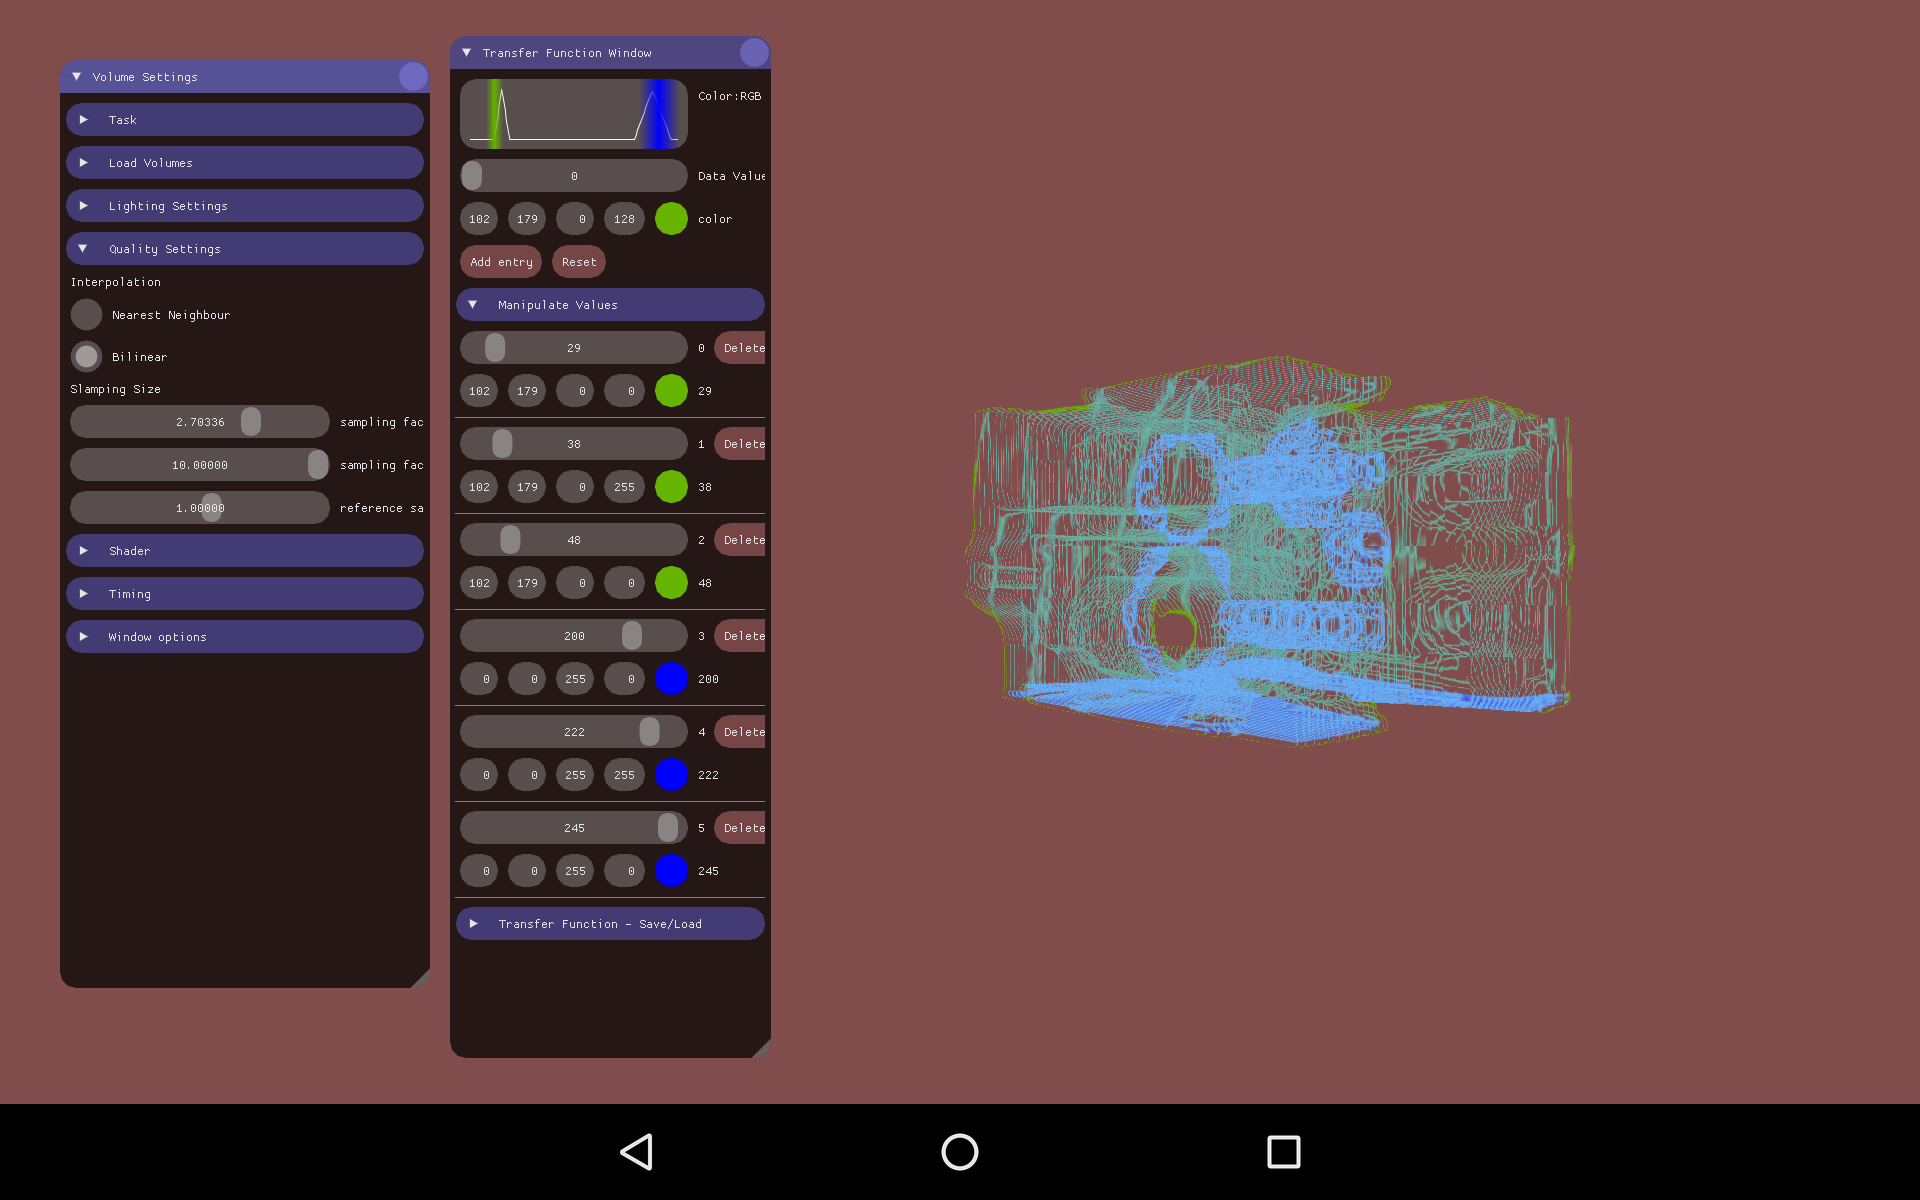 Volume Settings
Task
Load Volumes
Lighting Settings
Quality Settings
Interpolation
Nearest Neighbour
Bilinear
Slamping Size
2.70336 sampling fac
10.00000 sampling fac
1.00000 reference sa
Shader
Timing
Window options
Transfer Function Window
Color:RGB
0 Data Value
102 179 0 128 color
Add entry Reset
Manipulate Values
29 0 Delete
102 179 0 0 29
38 1 Delete
102 179 0 255 38
48 2 Delete
102 179 0 0 48
200 3 Delete
0 0 255 0 200
222 4 Delete
0 0 255 255 222
245 5 Delete
0 0 255 0 245
Transfer Function - Save/Load